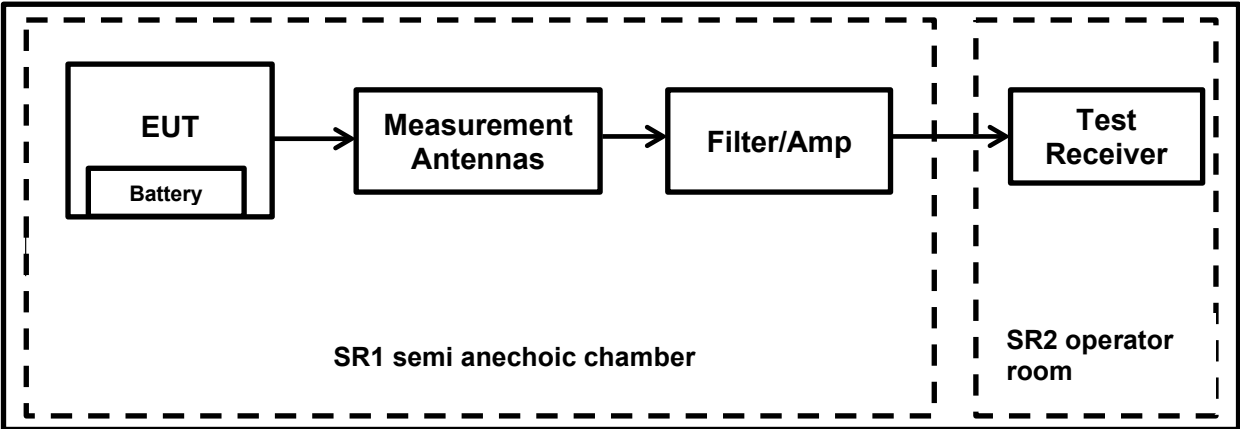 EUT
Battery
Measurement
Antennas
Filter/Amp
Test
Receiver
SR1 semi anechoic chamber
SR2 operator
room